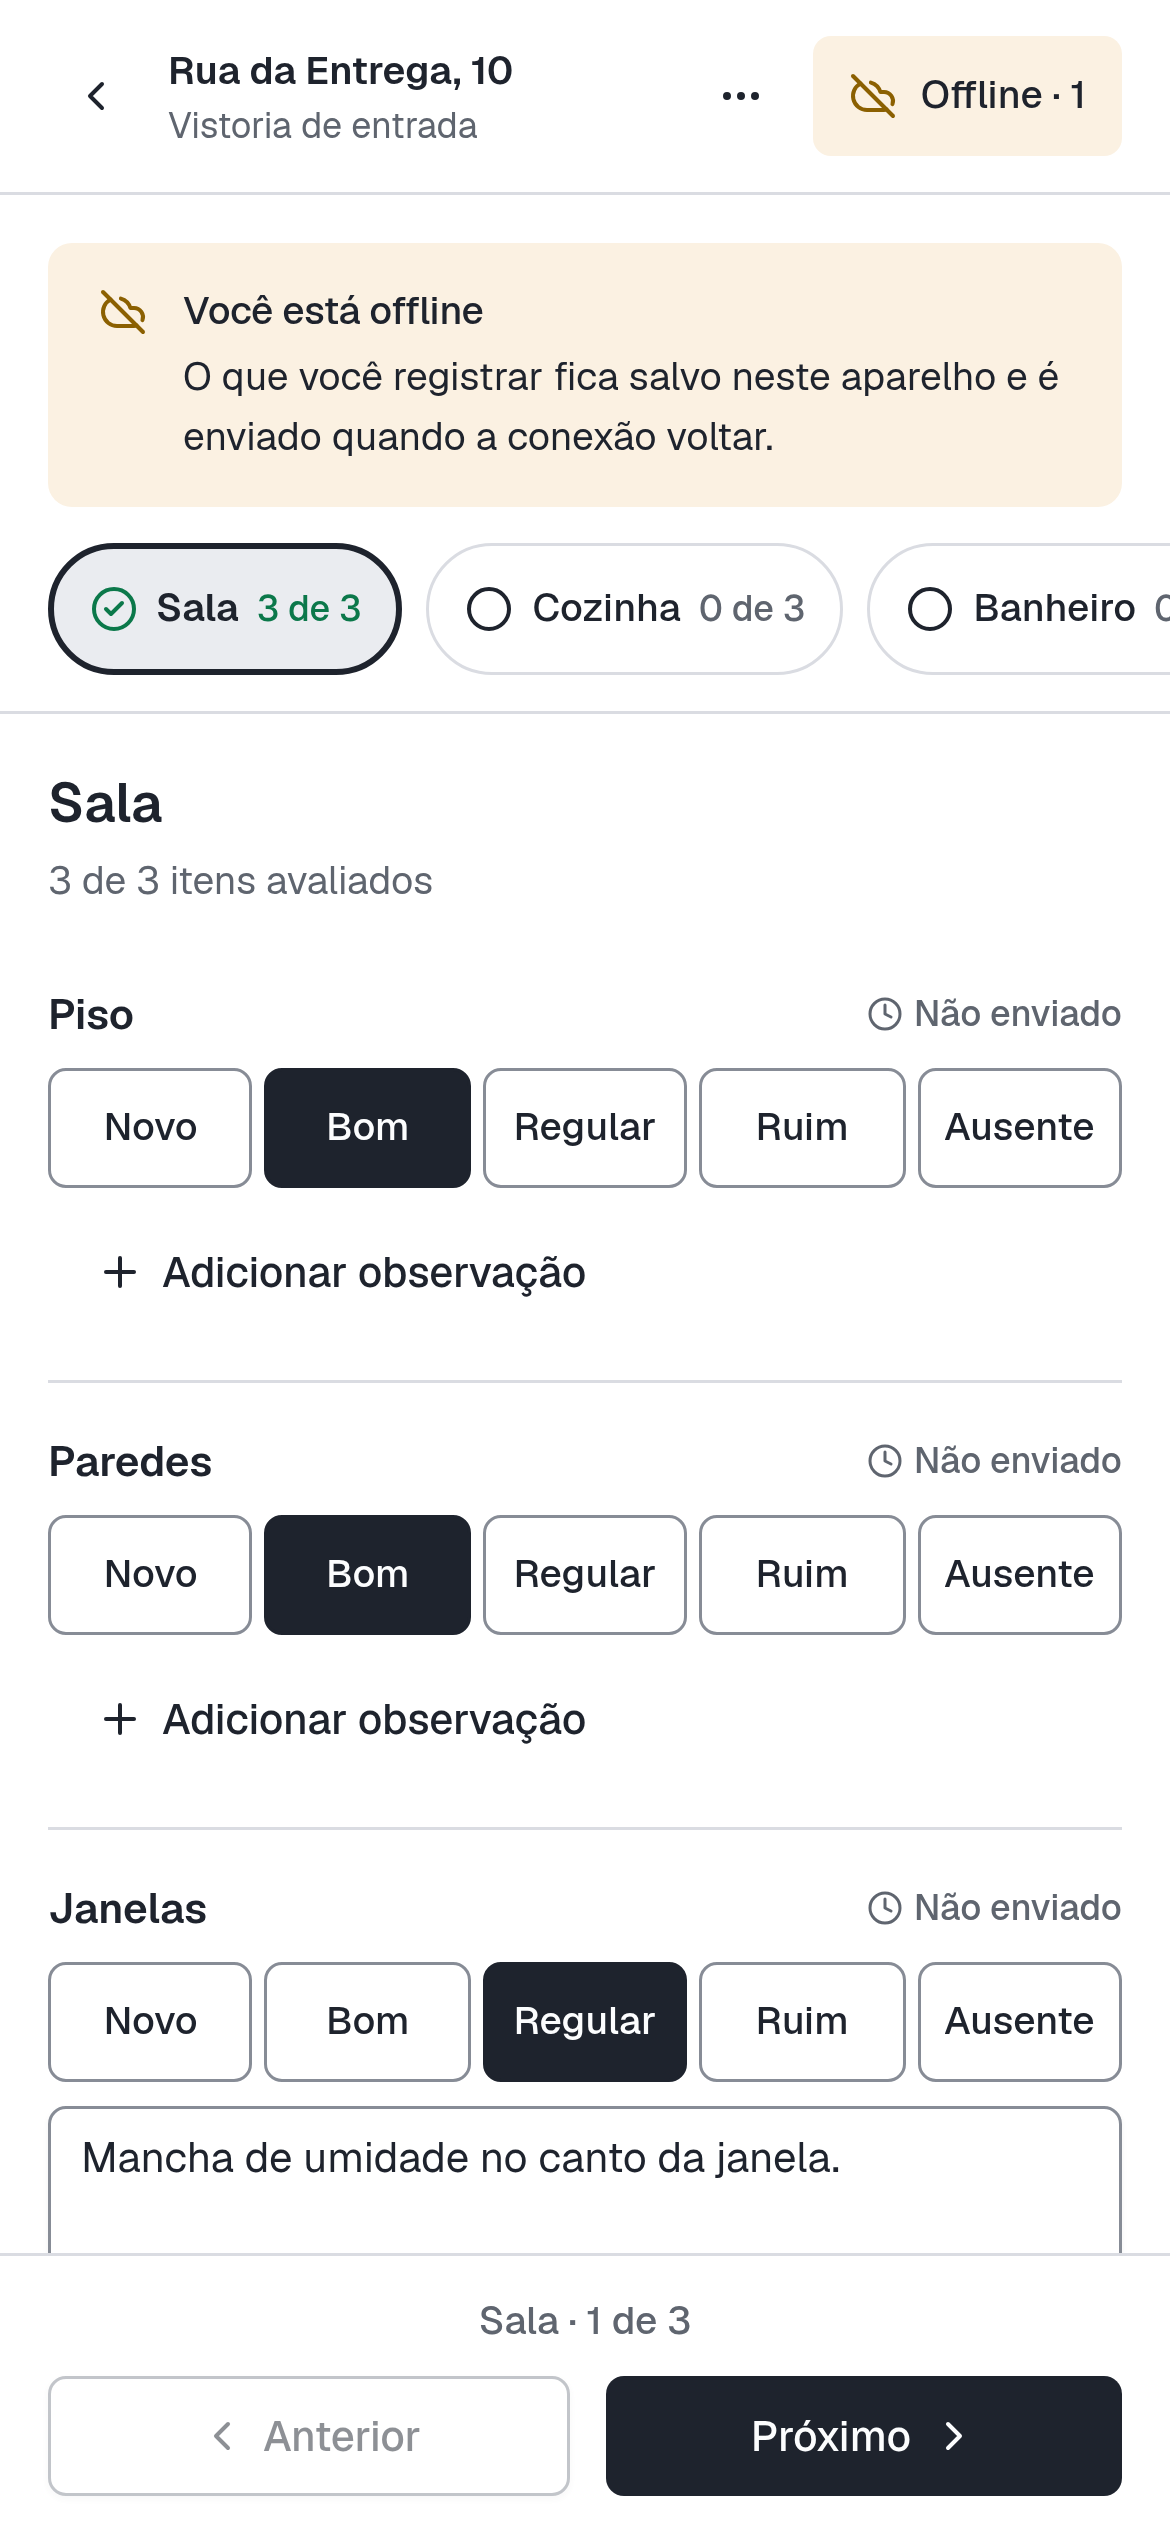 Rua da Entrega, 10
Vistoria de entrada
Offline · 1
Você está offline
O que você registrar fica salvo neste aparelho e é
enviado quando a conexão voltar.
Sala 3 de 3
Cozinha 0 de 3
Banheiro
Sala
3 de 3 itens avaliados
Piso
Não enviado
Novo
Bom
Regular
Ruim
Ausente
Adicionar observação
Paredes
Não enviado
Novo
Bom
Regular
Ruim
Ausente
Adicionar observação
Janelas
Não enviado
Novo
Bom
Regular
Ruim
Ausente
Mancha de umidade no canto da janela.
Sala · 1 de 3
Anterior
Próximo